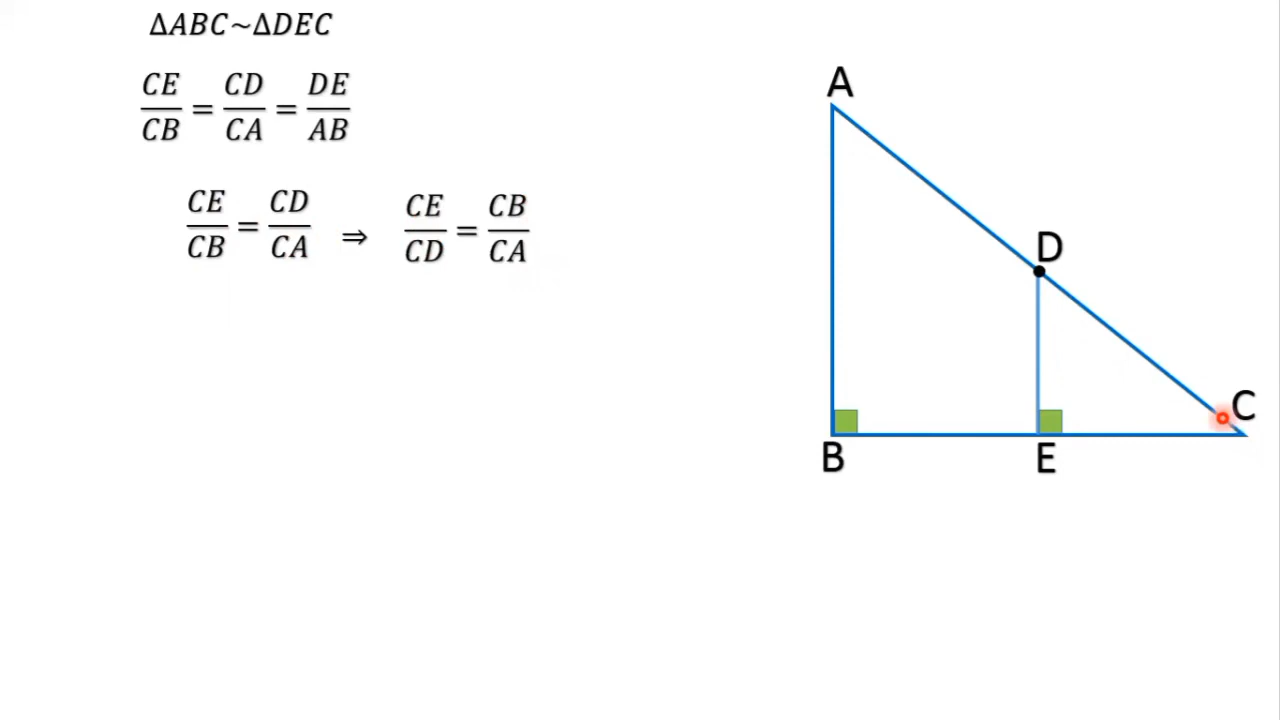 ΔABC~ΔDEC
CE/CB = CD/CA = DE/AB
CE/CB = CD/CA ⇒ CE/CD = CB/CA
A
D
C
B
E